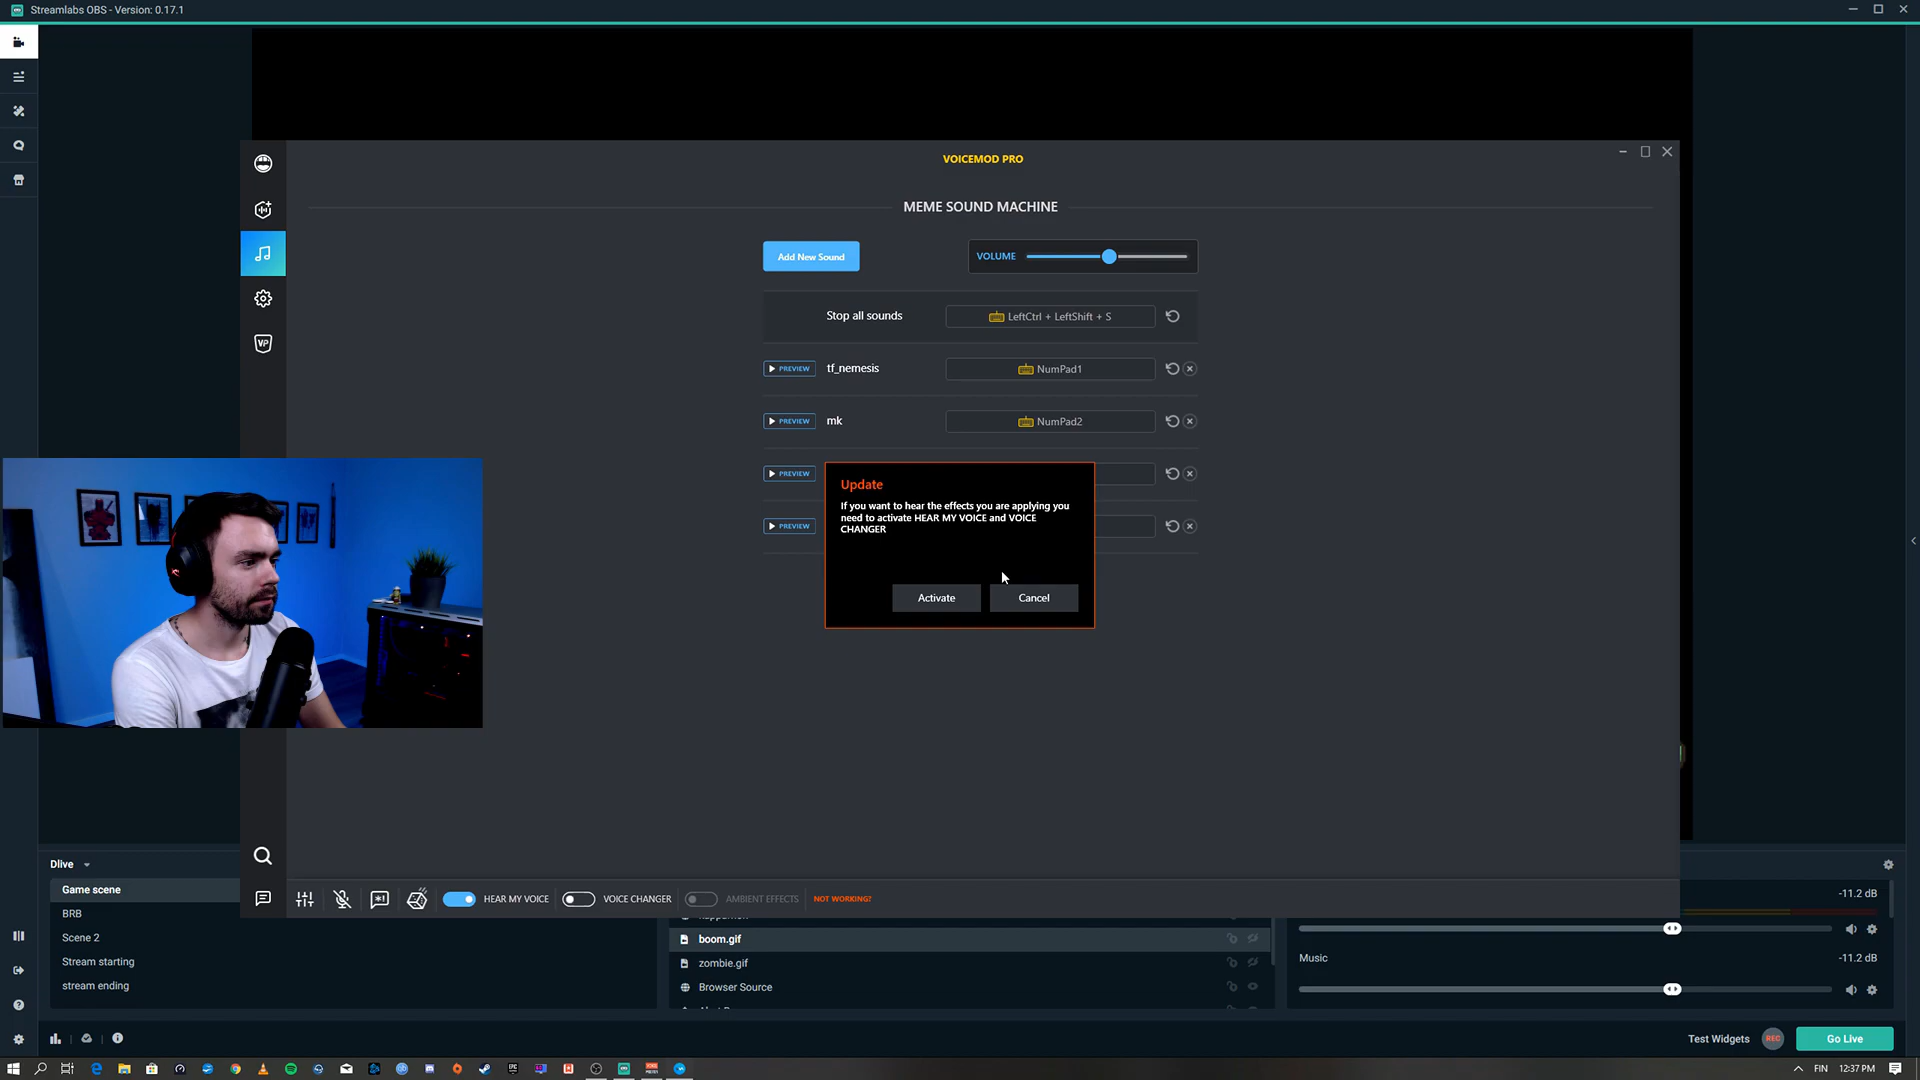 Streamlabs OBS - Version: 0.17.1
VOICEMOD PRO
MEME SOUND MACHINE
Add New Sound
VOLUME
Stop all sounds
LeftCtrl + LeftShift + S
PREVIEW
tf_nemesis
NumPad1
PREVIEW
mk
NumPad2
PREVIEW
PREVIEW
Update
If you want to hear the effects you are applying you
need to activate HEAR MY VOICE and VOICE
CHANGER
Activate
Cancel
VP
HEAR MY VOICE
VOICE CHANGER
AMBIENT EFFECTS
NOT WORKING?
Dlive
Game scene
BRB
Scene 2
Stream starting
stream ending
boom.gif
zombie.gif
Browser Source
-11.2 dB
Music
-11.2 dB
Test Widgets
REC
Go Live
FIN
12:37 PM